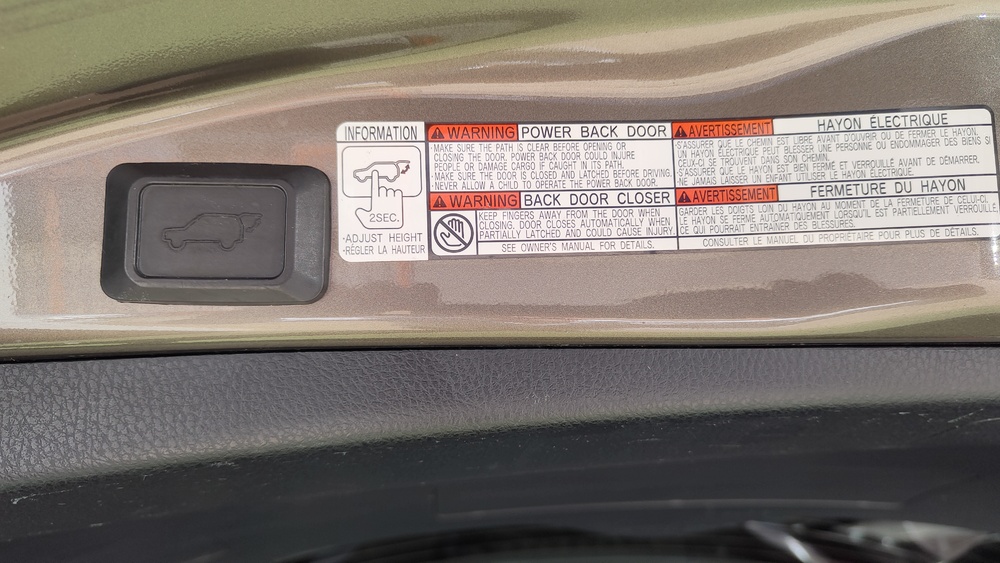 INFORMATION
2SEC.
·ADJUST HEIGHT
·RÉGLER LA HAUTEUR
WARNING POWER BACK DOOR
·MAKE SURE THE PATH IS CLEAR BEFORE OPENING OR
CLOSING THE DOOR. POWER BACK DOOR COULD INJURE
PEOPLE OR DAMAGE CARGO IF CAUGHT IN ITS PATH.
·MAKE SURE THE DOOR IS CLOSED AND LATCHED BEFORE DRIVING.
·NEVER ALLOW A CHILD TO OPERATE THE POWER BACK DOOR.
WARNING BACK DOOR CLOSER
KEEP FINGERS AWAY FROM THE DOOR WHEN
CLOSING. DOOR CLOSES AUTOMATICALLY WHEN
PARTIALLY LATCHED AND COULD CAUSE INJURY.
SEE OWNER'S MANUAL FOR DETAILS.
AVERTISSEMENT HAYON ÉLECTRIQUE
·S'ASSURER QUE LE CHEMIN EST LIBRE AVANT D'OUVRIR OU DE FERMER LE HAYON.
UN HAYON ÉLECTRIQUE PEUT BLESSER UNE PERSONNE OU ENDOMMAGER DES BIENS SI
CEUX-CI SE TROUVENT DANS SON CHEMIN.
·S'ASSURER QUE LE HAYON EST BIEN FERMÉ ET VERROUILLÉ AVANT DE DÉMARRER.
·NE JAMAIS LAISSER UN ENFANT UTILISER LE HAYON ÉLECTRIQUE.
AVERTISSEMENT FERMETURE DU HAYON
GARDER LES DOIGTS LOIN DU HAYON AU MOMENT DE LA FERMETURE DE CELUI-CI.
LE HAYON SE FERME AUTOMATIQUEMENT LORSQU'IL EST PARTIELLEMENT VERROUILLÉ
CE QUI POURRAIT ENTRAÎNER DES BLESSURES.
CONSULTER LE MANUEL DU PROPRIÉTAIRE POUR PLUS DE DÉTAILS.